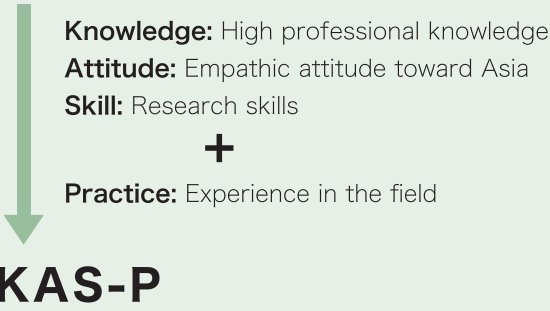 Knowledge: High professional knowledge
Attitude: Empathic attitude toward Asia
Skill: Research skills
+
Practice: Experience in the field
KAS-P